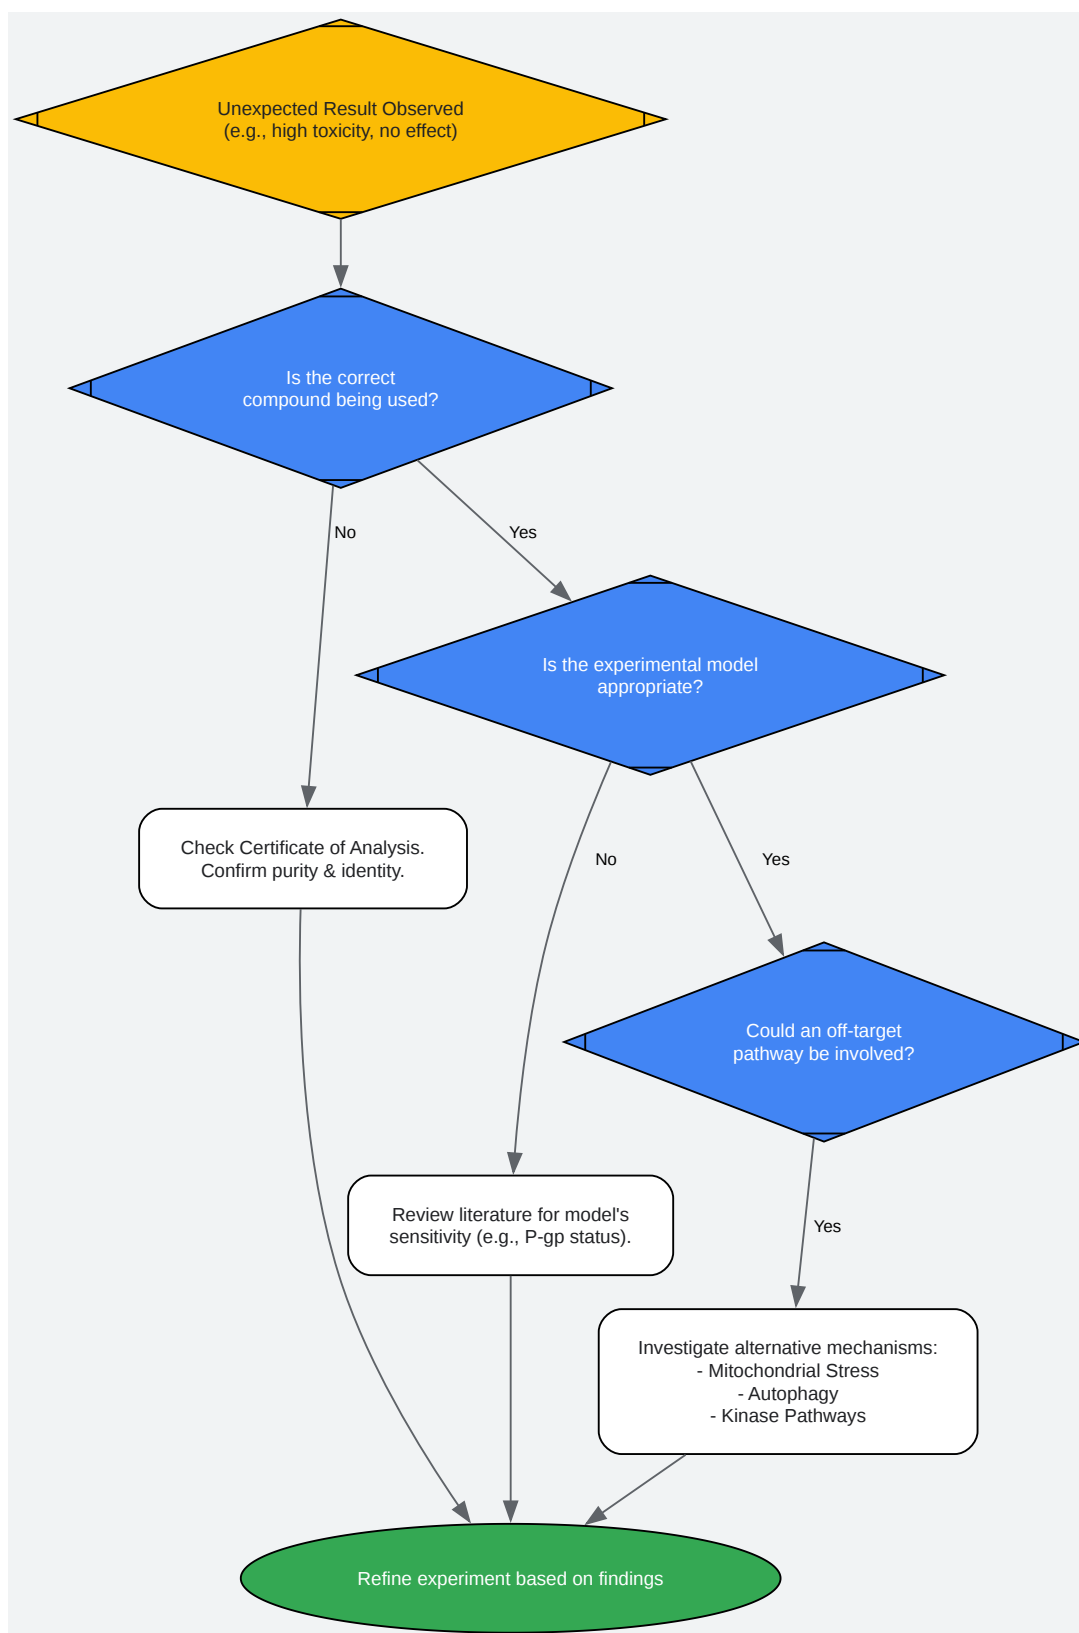 Unexpected Result Observed
(e.g., high toxicity, no effect)
Is the correct
compound being used?
No
Yes
Is the experimental model
appropriate?
Check Certificate of Analysis.
Confirm purity & identity.
No
Yes
Could an off-target
pathway be involved?
Review literature for model's
sensitivity (e.g., P-gp status).
Yes
Investigate alternative mechanisms:
- Mitochondrial Stress
- Autophagy
- Kinase Pathways
Refine experiment based on findings